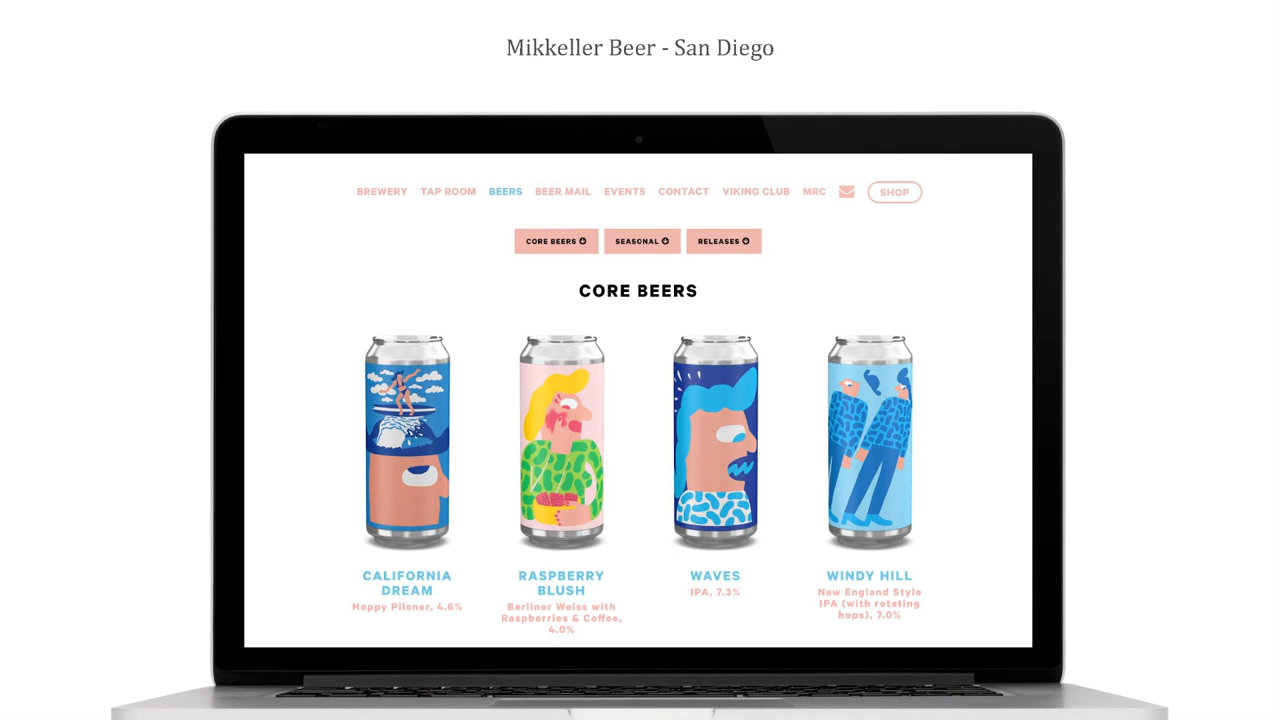 Mikkeller Beer - San Diego
BREWERY TAP ROOM BEERS BEER MAIL EVENTS CONTACT VIKING CLUB MRC SHOP
CORE BEERS SEASONAL RELEASES
CORE BEERS
CALIFORNIA
DREAM
Hoppy Pilsner, 4.6%
RASPBERRY
BLUSH
Berliner Weiss with
Raspberries & Coffee,
4.0%
WAVES
IPA, 7.3%
WINDY HILL
New England Style
IPA (with rotating
hops), 7.0%